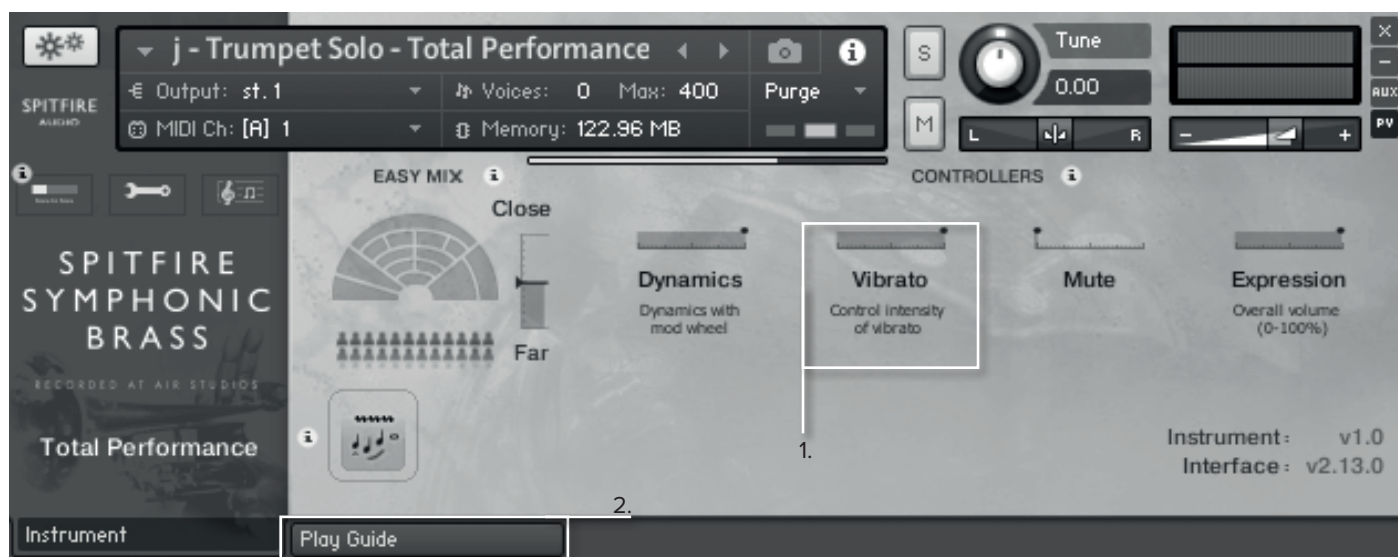 j - Trumpet Solo - Total Performance
S
Tune
×
−
SPITFIRE
AUDIO
Output: st. 1
Voices: 0 Max: 400
Purge
0.00
AUX
MIDI Ch: [A] 1
Memory: 122.96 MB
M
L
R
−
+
PV
EASY MIX
CONTROLLERS
Close
SPITFIRE
SYMPHONIC
BRASS
RECORDED AT AIR STUDIOS
Total Performance
Far
Dynamics
Dynamics with
mod wheel
Vibrato
Control intensity
of vibrato
Mute
Expression
Overall volume
(0-100%)
1.
Instrument: v1.0
Interface: v2.13.0
2.
Instrument
Play Guide